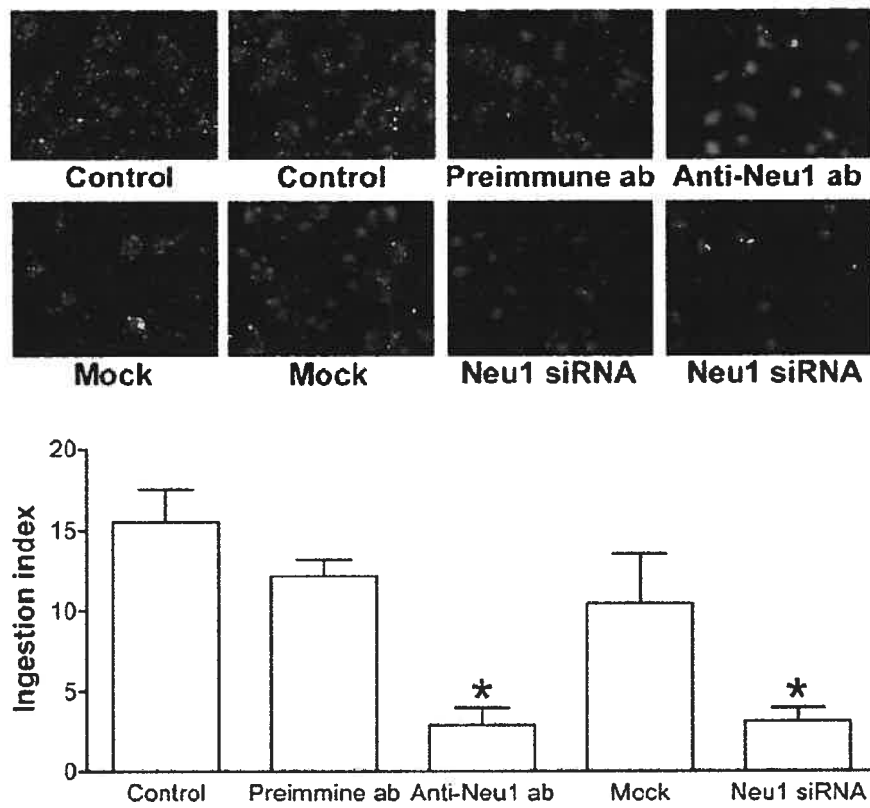 Control Control Preimmune ab Anti-Neu1 ab
Mock Mock Neu1 siRNA Neu1 siRNA
20
15
10
5
0
Ingestion index
* *
Control Preimmine ab Anti-Neu1 ab Mock Neu1 siRNA